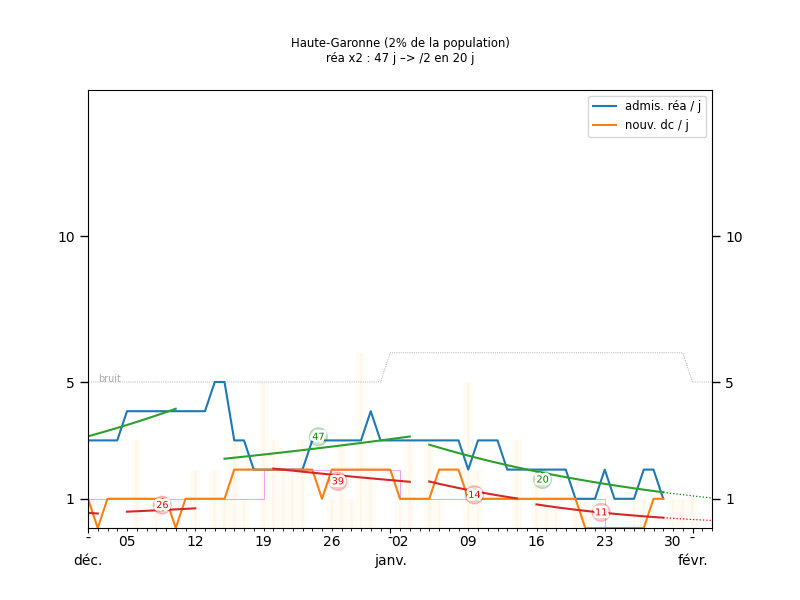 Haute-Garonne (2% de la population)
réa x2 : 47 j –> /2 en 20 j
admis. réa / j
nouv. dc / j
10
10
bruit
5
5
47
39
20
26
14
11
1
1
-
05
12
19
26
-02
09
16
23
30
-
déc.
janv.
févr.